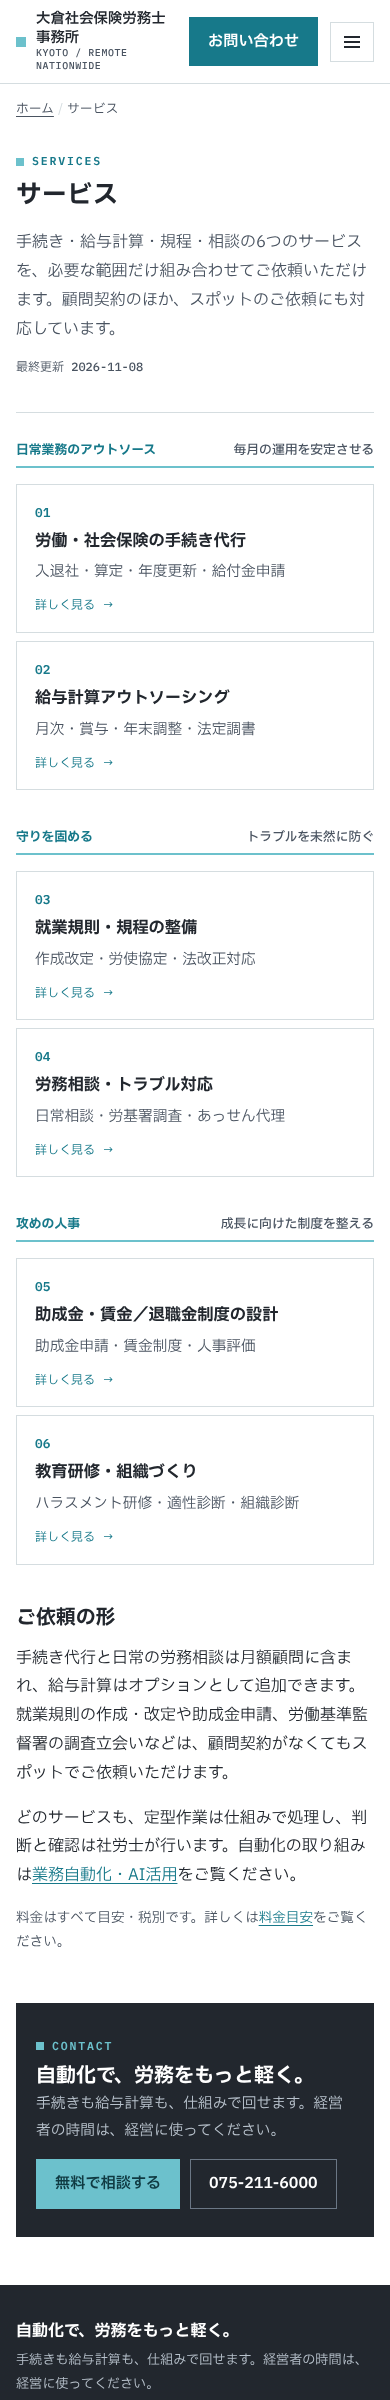 大倉社会保険労務士
事務所
KYOTO / REMOTE
NATIONWIDE
お問い合わせ
ホーム / サービス
SERVICES
サービス
手続き・給与計算・規程・相談の6つのサービス
を、必要な範囲だけ組み合わせてご依頼いただけ
ます。顧問契約のほか、スポットのご依頼にも対
応しています。
最終更新 2026-11-08
日常業務のアウトソース 毎月の運用を安定させる
01
労働・社会保険の手続き代行
入退社・算定・年度更新・給付金申請
詳しく見る →
02
給与計算アウトソーシング
月次・賞与・年末調整・法定調書
詳しく見る →
守りを固める トラブルを未然に防ぐ
03
就業規則・規程の整備
作成改定・労使協定・法改正対応
詳しく見る →
04
労務相談・トラブル対応
日常相談・労基署調査・あっせん代理
詳しく見る →
攻めの人事 成長に向けた制度を整える
05
助成金・賃金／退職金制度の設計
助成金申請・賃金制度・人事評価
詳しく見る →
06
教育研修・組織づくり
ハラスメント研修・適性診断・組織診断
詳しく見る →
ご依頼の形
手続き代行と日常の労務相談は月額顧問に含ま
れ、給与計算はオプションとして追加できます。
就業規則の作成・改定や助成金申請、労働基準監
督署の調査立会いなどは、顧問契約がなくてもス
ポットでご依頼いただけます。
どのサービスも、定型作業は仕組みで処理し、判
断と確認は社労士が行います。自動化の取り組み
は業務自動化・AI活用をご覧ください。
料金はすべて目安・税別です。詳しくは料金目安をご覧く
ださい。
CONTACT
自動化で、労務をもっと軽く。
手続きも給与計算も、仕組みで回せます。経営
者の時間は、経営に使ってください。
無料で相談する 075-211-6000
自動化で、労務をもっと軽く。
手続きも給与計算も、仕組みで回せます。経営者の時間は、
経営に使ってください。